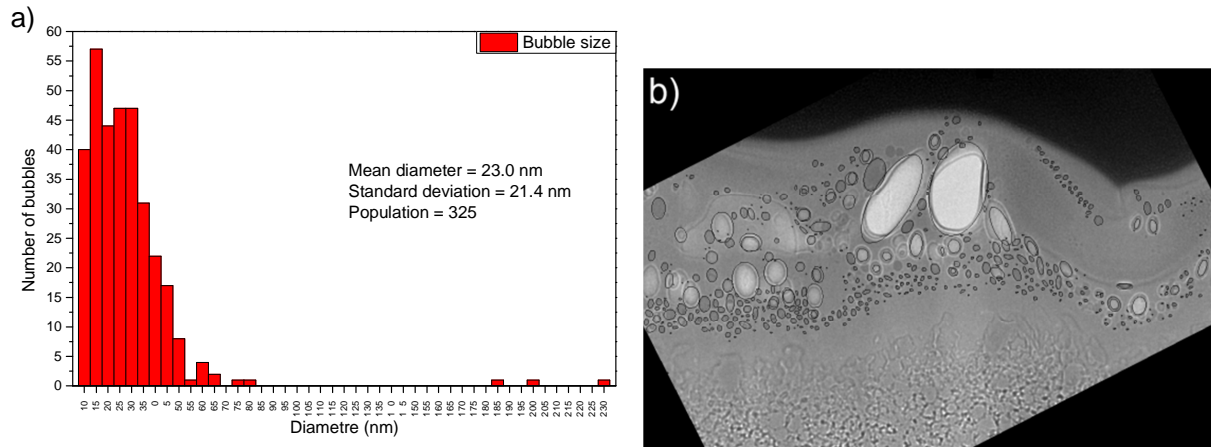 a)
60
55
50
45
40
35
30
25
20
15
10
5
0
Number of bubbles
Bubble size
Mean diameter = 23.0 nm
Standard deviation = 21.4 nm
Population = 325
10 15 20 25 30 35 0 5 50 55 60 65 70 75 80 85 90 95 100 105 110 115 120 125 130 135 1 0 1 5 150 155 160 165 170 175 180 185 190 195 200 205 210 215 220 225 230
Diametre (nm)
b)